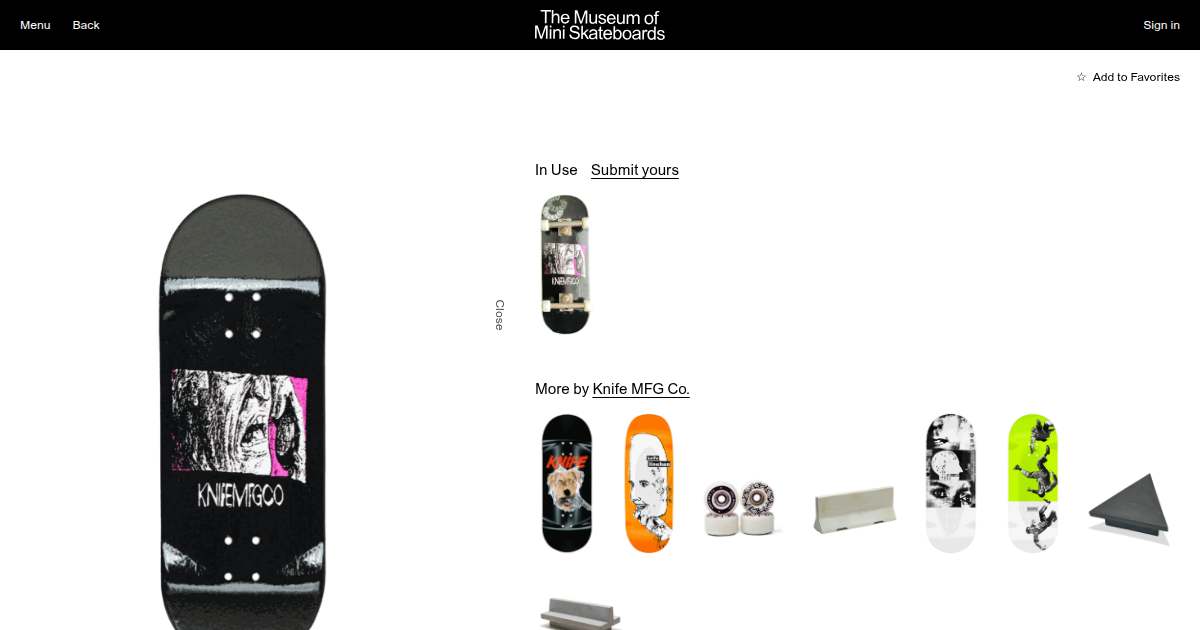 Menu
Back
The Museum of
Mini Skateboards
Sign in
☆ Add to Favorites
In Use Submit yours
KNIFEMFGCO
Close
KNIFEMFGCO
More by Knife MFG Co.
KNIFE